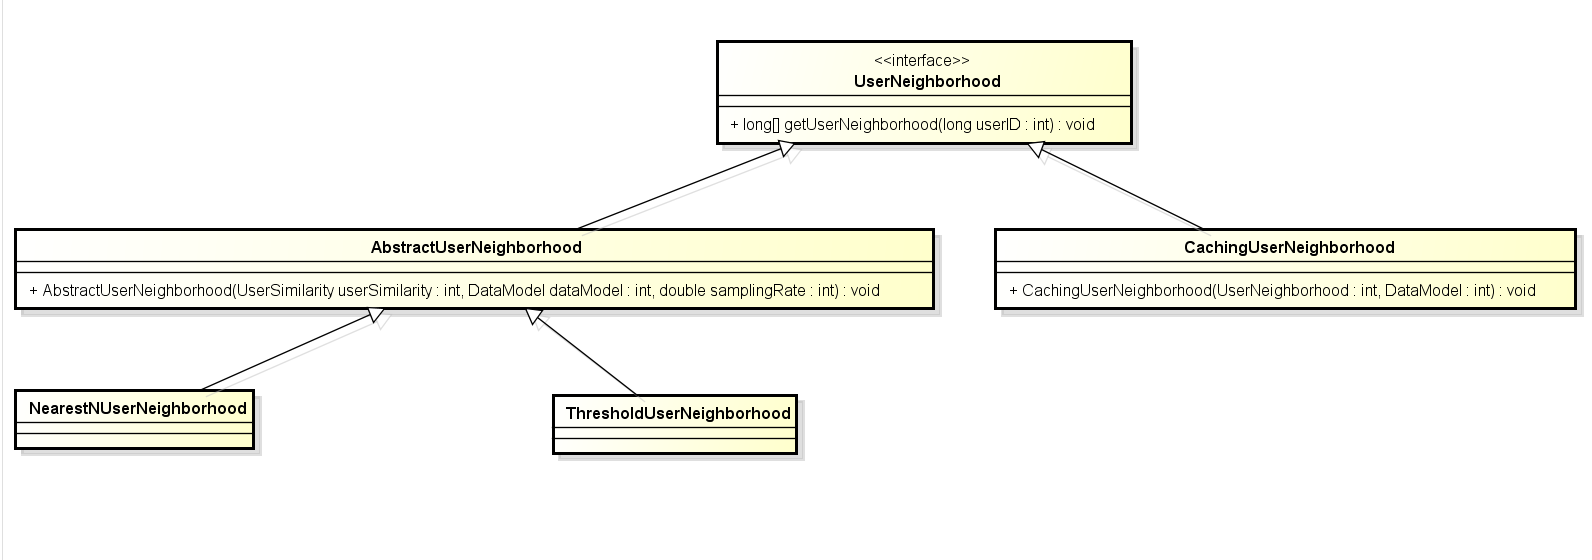 <<interface>>
UserNeighborhood
+ long[] getUserNeighborhood(long userID : int) : void
AbstractUserNeighborhood
+ AbstractUserNeighborhood(UserSimilarity userSimilarity : int, DataModel dataModel : int, double samplingRate : int) : void
CachingUserNeighborhood
+ CachingUserNeighborhood(UserNeighborhood : int, DataModel : int) : void
NearestNUserNeighborhood
ThresholdUserNeighborhood